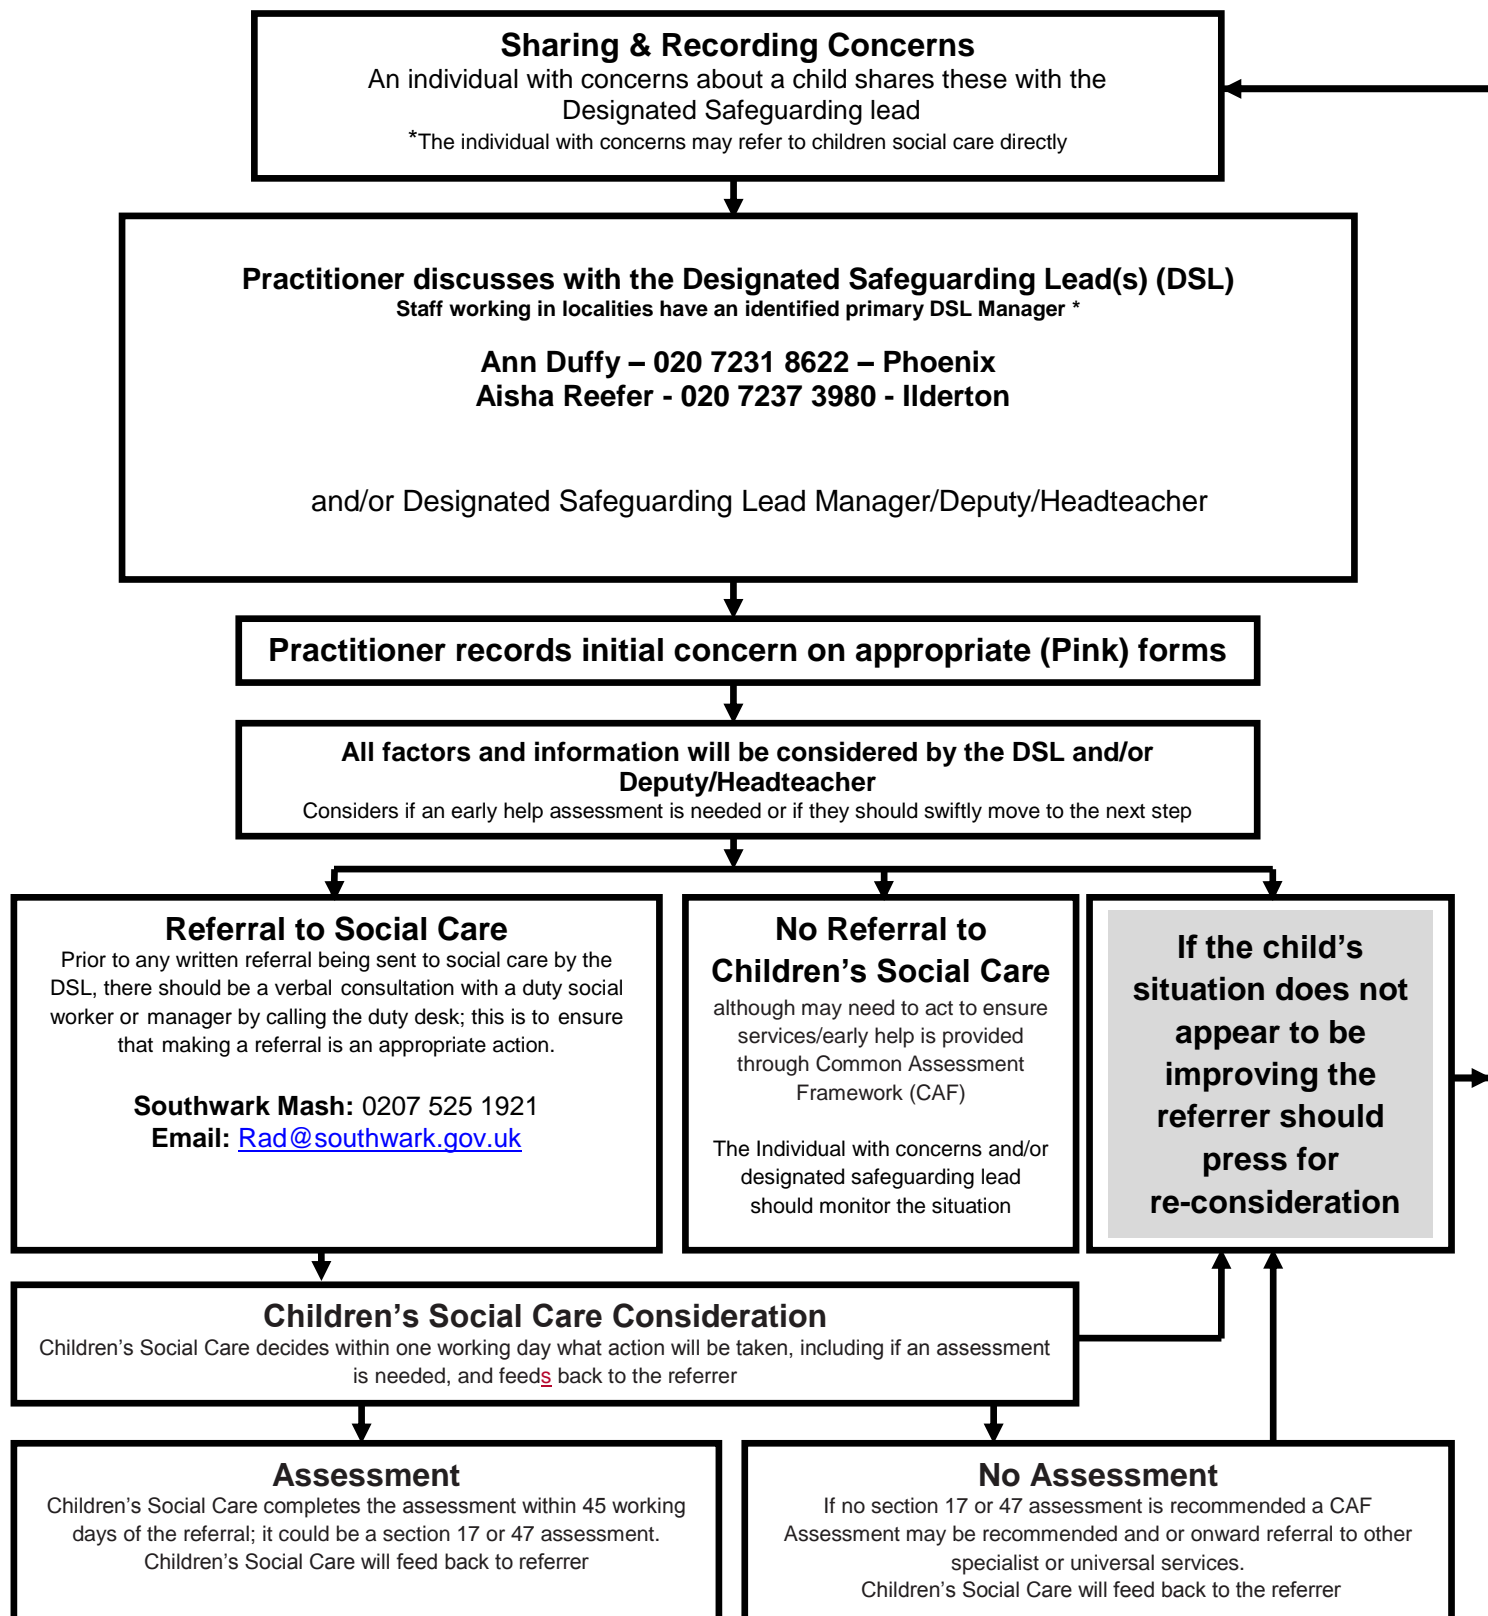 Sharing & Recording Concerns
An individual with concerns about a child shares these with the
Designated Safeguarding lead
*The individual with concerns may refer to children social care directly
Practitioner discusses with the Designated Safeguarding Lead(s) (DSL)
Staff working in localities have an identified primary DSL Manager *
Ann Duffy – 020 7231 8622 – Phoenix
Aisha Reefer - 020 7237 3980 - Ilderton
and/or Designated Safeguarding Lead Manager/Deputy/Headteacher
Practitioner records initial concern on appropriate (Pink) forms
All factors and information will be considered by the DSL and/or
Deputy/Headteacher
Considers if an early help assessment is needed or if they should swiftly move to the next step
Referral to Social Care
Prior to any written referral being sent to social care by the
DSL, there should be a verbal consultation with a duty social
worker or manager by calling the duty desk; this is to ensure
that making a referral is an appropriate action.
Southwark Mash: 0207 525 1921
Email: Rad@southwark.gov.uk
No Referral to
Children's Social Care
although may need to act to ensure
services/early help is provided
through Common Assessment
Framework (CAF)
The Individual with concerns and/or
designated safeguarding lead
should monitor the situation
If the child's
situation does not
appear to be
improving the
referrer should
press for
re-consideration
Children's Social Care Consideration
Children's Social Care decides within one working day what action will be taken, including if an assessment
is needed, and feeds back to the referrer
Assessment
Children's Social Care completes the assessment within 45 working
days of the referral; it could be a section 17 or 47 assessment.
Children's Social Care will feed back to referrer
No Assessment
If no section 17 or 47 assessment is recommended a CAF
Assessment may be recommended and or onward referral to other
specialist or universal services.
Children's Social Care will feed back to the referrer